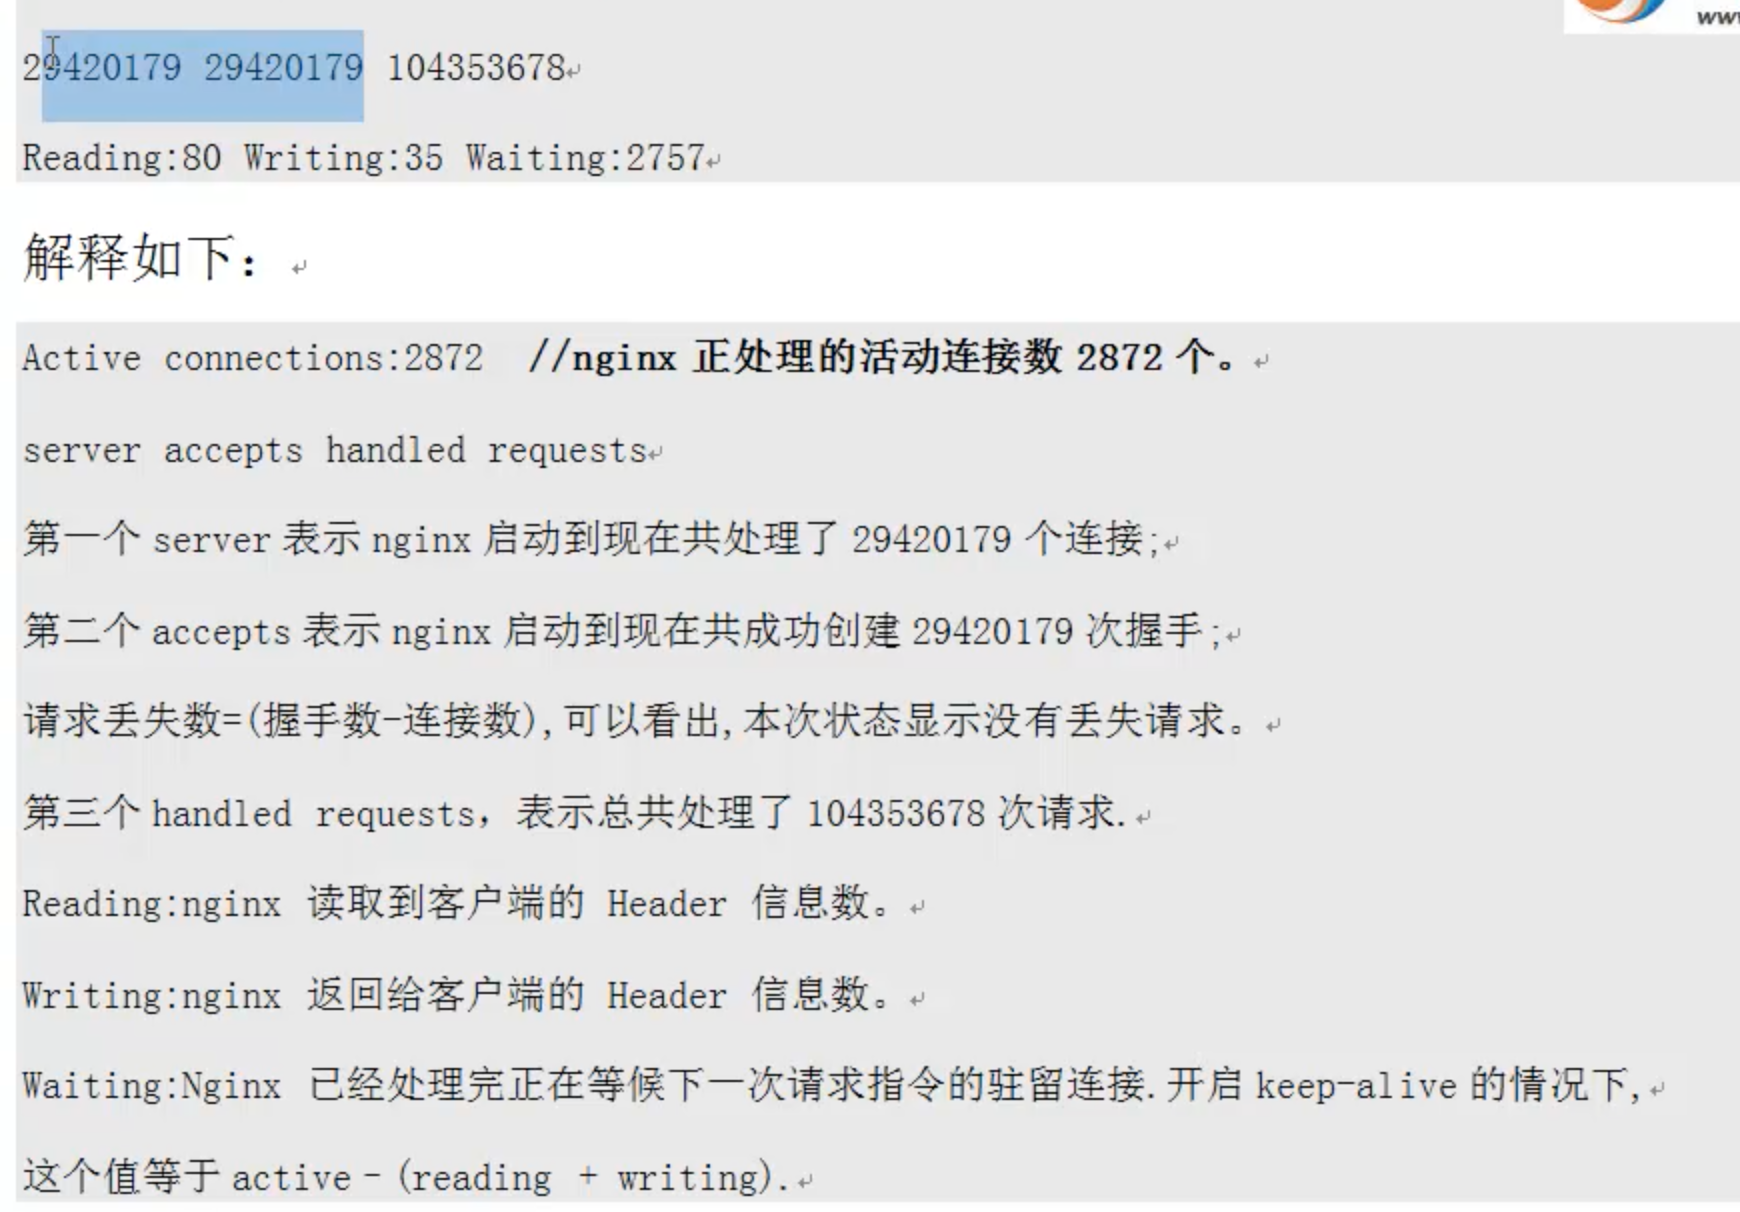 www
29420179 29420179 104353678
Reading:80 Writing:35 Waiting:2757
解释如下：
Active connections:2872 //nginx 正处理的活动连接数 2872 个。
server accepts handled requests
第一个 server 表示 nginx 启动到现在共处理了 29420179 个连接;
第二个 accepts 表示 nginx 启动到现在共成功创建 29420179 次握手;
请求丢失数=(握手数-连接数),可以看出,本次状态显示没有丢失请求。
第三个 handled requests，表示总共处理了 104353678 次请求.
Reading:nginx 读取到客户端的 Header 信息数。
Writing:nginx 返回给客户端的 Header 信息数。
Waiting:Nginx 已经处理完正在等候下一次请求指令的驻留连接.开启 keep-alive 的情况下,
这个值等于 active – (reading + writing).